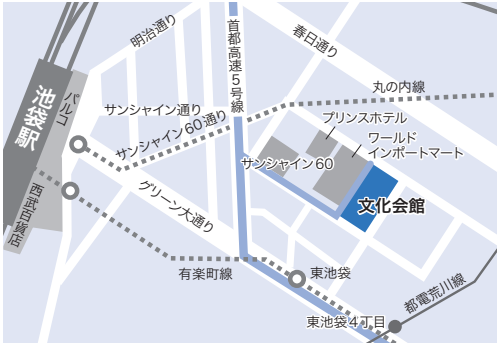 明治通り
首都高速5号線
春日通り
池袋駅
パルコ
サンシャイン通り
サンシャイン60通り
丸の内線
プリンスホテル
ワールド
インポートマート
サンシャイン60
文化会館
西武百貨店
グリーン大通り
有楽町線
東池袋
都電荒川線
東池袋4丁目